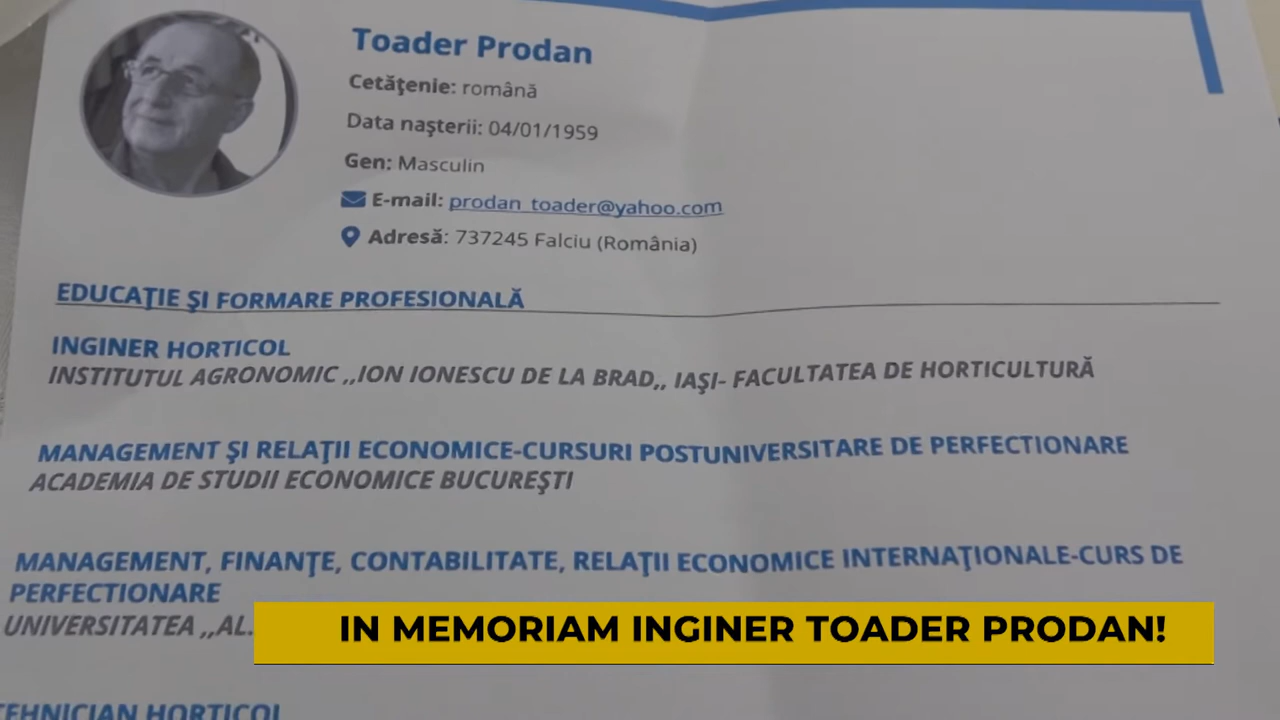 Toader Prodan
Cetăţenie: română
Data naşterii: 04/01/1959
Gen: Masculin
E-mail: prodan_toader@yahoo.com
Adresă: 737245 Falciu (România)
EDUCAŢIE ŞI FORMARE PROFESIONALĂ
INGINER HORTICOL
INSTITUTUL AGRONOMIC ,,ION IONESCU DE LA BRAD,, IAŞI- FACULTATEA DE HORTICULTURĂ
MANAGEMENT ŞI RELAŢII ECONOMICE-CURSURI POSTUNIVERSITARE DE PERFECTIONARE
ACADEMIA DE STUDII ECONOMICE BUCUREŞTI
MANAGEMENT, FINANŢE, CONTABILITATE, RELAŢII ECONOMICE INTERNAŢIONALE-CURS DE
PERFECTIONARE
UNIVERSITATEA ,,AL.
IN MEMORIAM INGINER TOADER PRODAN!
TEHNICIAN HORTICOL